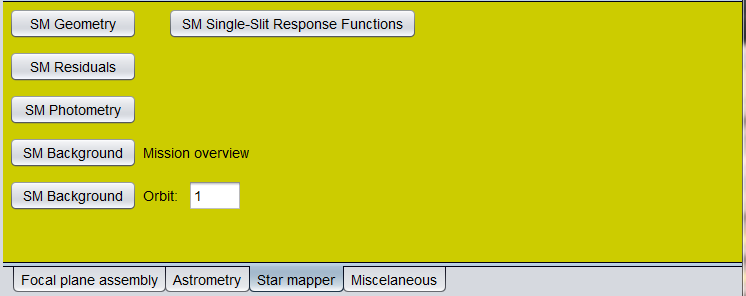 SM Geometry SM Single-Slit Response Functions
SM Residuals
SM Photometry
SM Background Mission overview
SM Background Orbit: 1
Focal plane assembly Astrometry Star mapper Miscelaneous